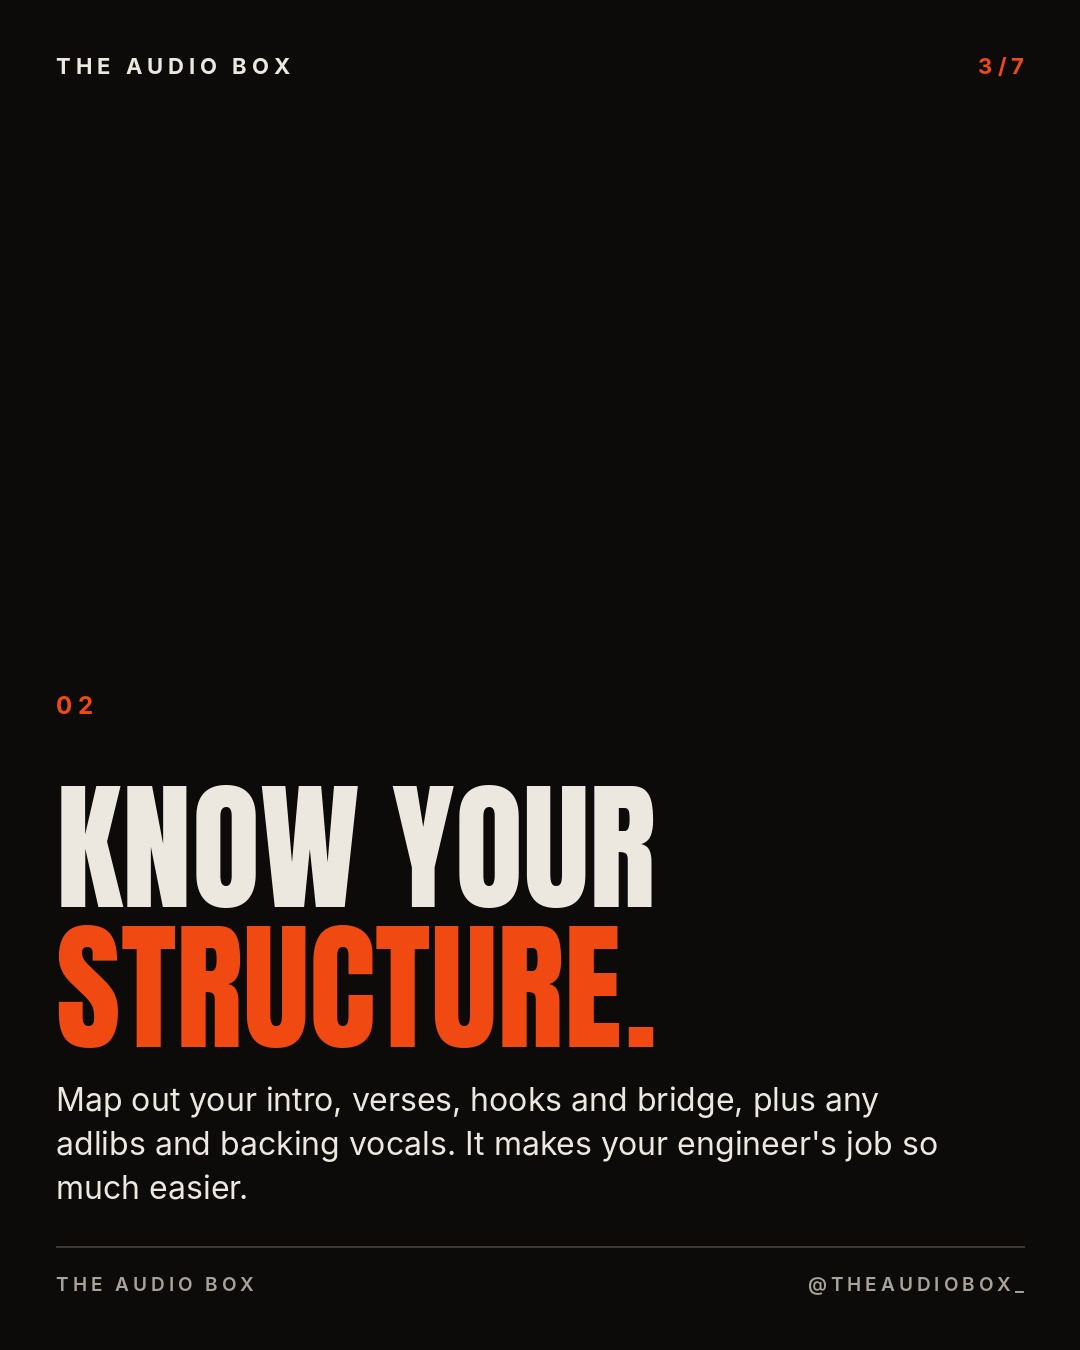 THE AUDIO BOX
3/7
02
KNOW YOUR
STRUCTURE.
Map out your intro, verses, hooks and bridge, plus any
adlibs and backing vocals. It makes your engineer's job so
much easier.
THE AUDIO BOX
@THEAUDIOBOX_